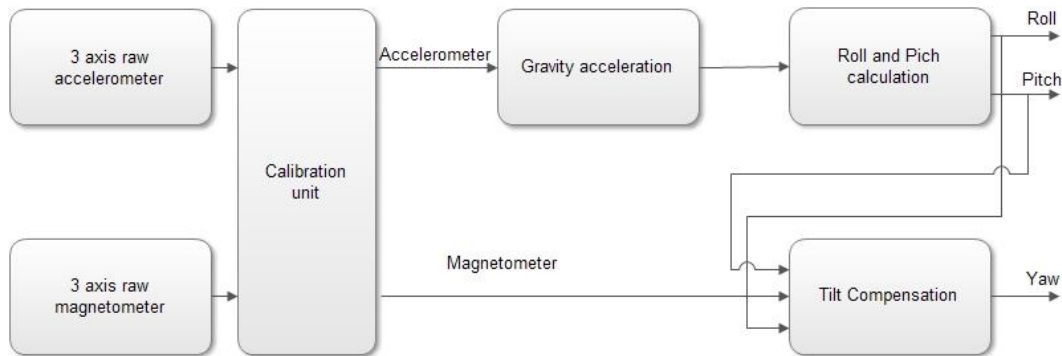 3 axis raw
accelerometer
Calibration
unit
Accelerometer
Gravity acceleration
Roll and Pich
calculation
Roll
Pitch
3 axis raw
magnetometer
Magnetometer
Tilt Compensation
Yaw